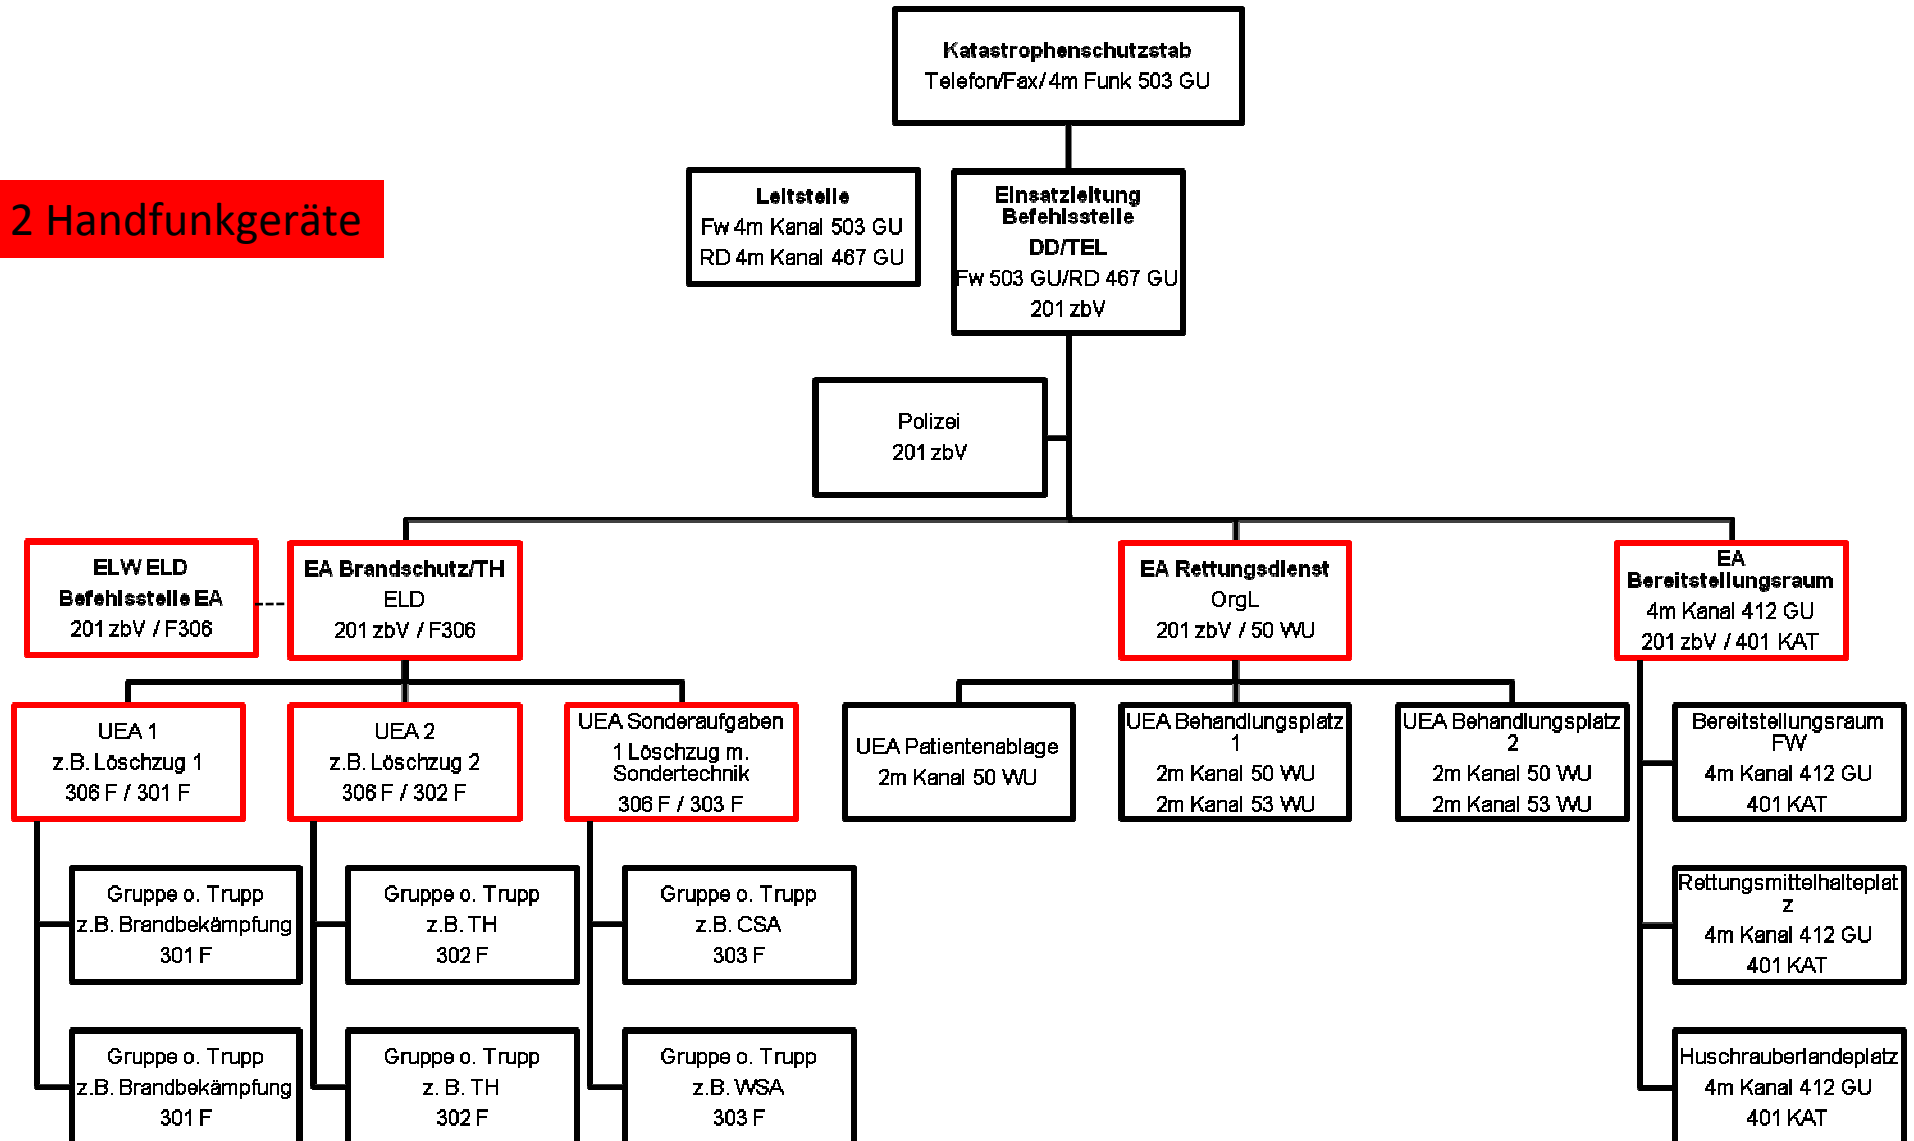 Katastrophenschutzstab
Telefon/Fax/ 4m Funk 503 GU
2 Handfunkgeräte
Leitstelle
Fw 4m Kanal 503 GU
RD 4m Kanal 467 GU
Einsatzleitung
Befehlsstelle
DD/TEL
Fw 503 GU/RD 467 GU
201 zbV
Polizei
201 zbV
ELW ELD
Befehlsstelle EA
201 zbV / F306
EA Brandschutz/TH
ELD
201 zbV / F306
EA Rettungsdienst
OrgL
201 zbV / 50 WU
EA
Bereitstellungsraum
4m Kanal 412 GU
201 zbV / 401 KAT
UEA 1
z.B. Löschzug 1
306 F / 301 F
UEA 2
z.B. Löschzug 2
306 F / 302 F
UEA Sonderaufgaben
1 Löschzug m.
Sondertechnik
306 F / 303 F
UEA Patientenablage
2m Kanal 50 WU
UEA Behandlungsplatz
1
2m Kanal 50 WU
2m Kanal 53 WU
UEA Behandlungsplatz
2
2m Kanal 50 WU
2m Kanal 53 WU
Bereitstellungsraum
FW
4m Kanal 412 GU
401 KAT
Gruppe o. Trupp
z.B. Brandbekämpfung
301 F
Gruppe o. Trupp
z.B. TH
302 F
Gruppe o. Trupp
z.B. CSA
303 F
Rettungsmittelhalteplat
z
4m Kanal 412 GU
401 KAT
Gruppe o. Trupp
z.B. Brandbekämpfung
301 F
Gruppe o. Trupp
z. B. TH
302 F
Gruppe o. Trupp
z.B. WSA
303 F
Huschrauberlandeplatz
4m Kanal 412 GU
401 KAT